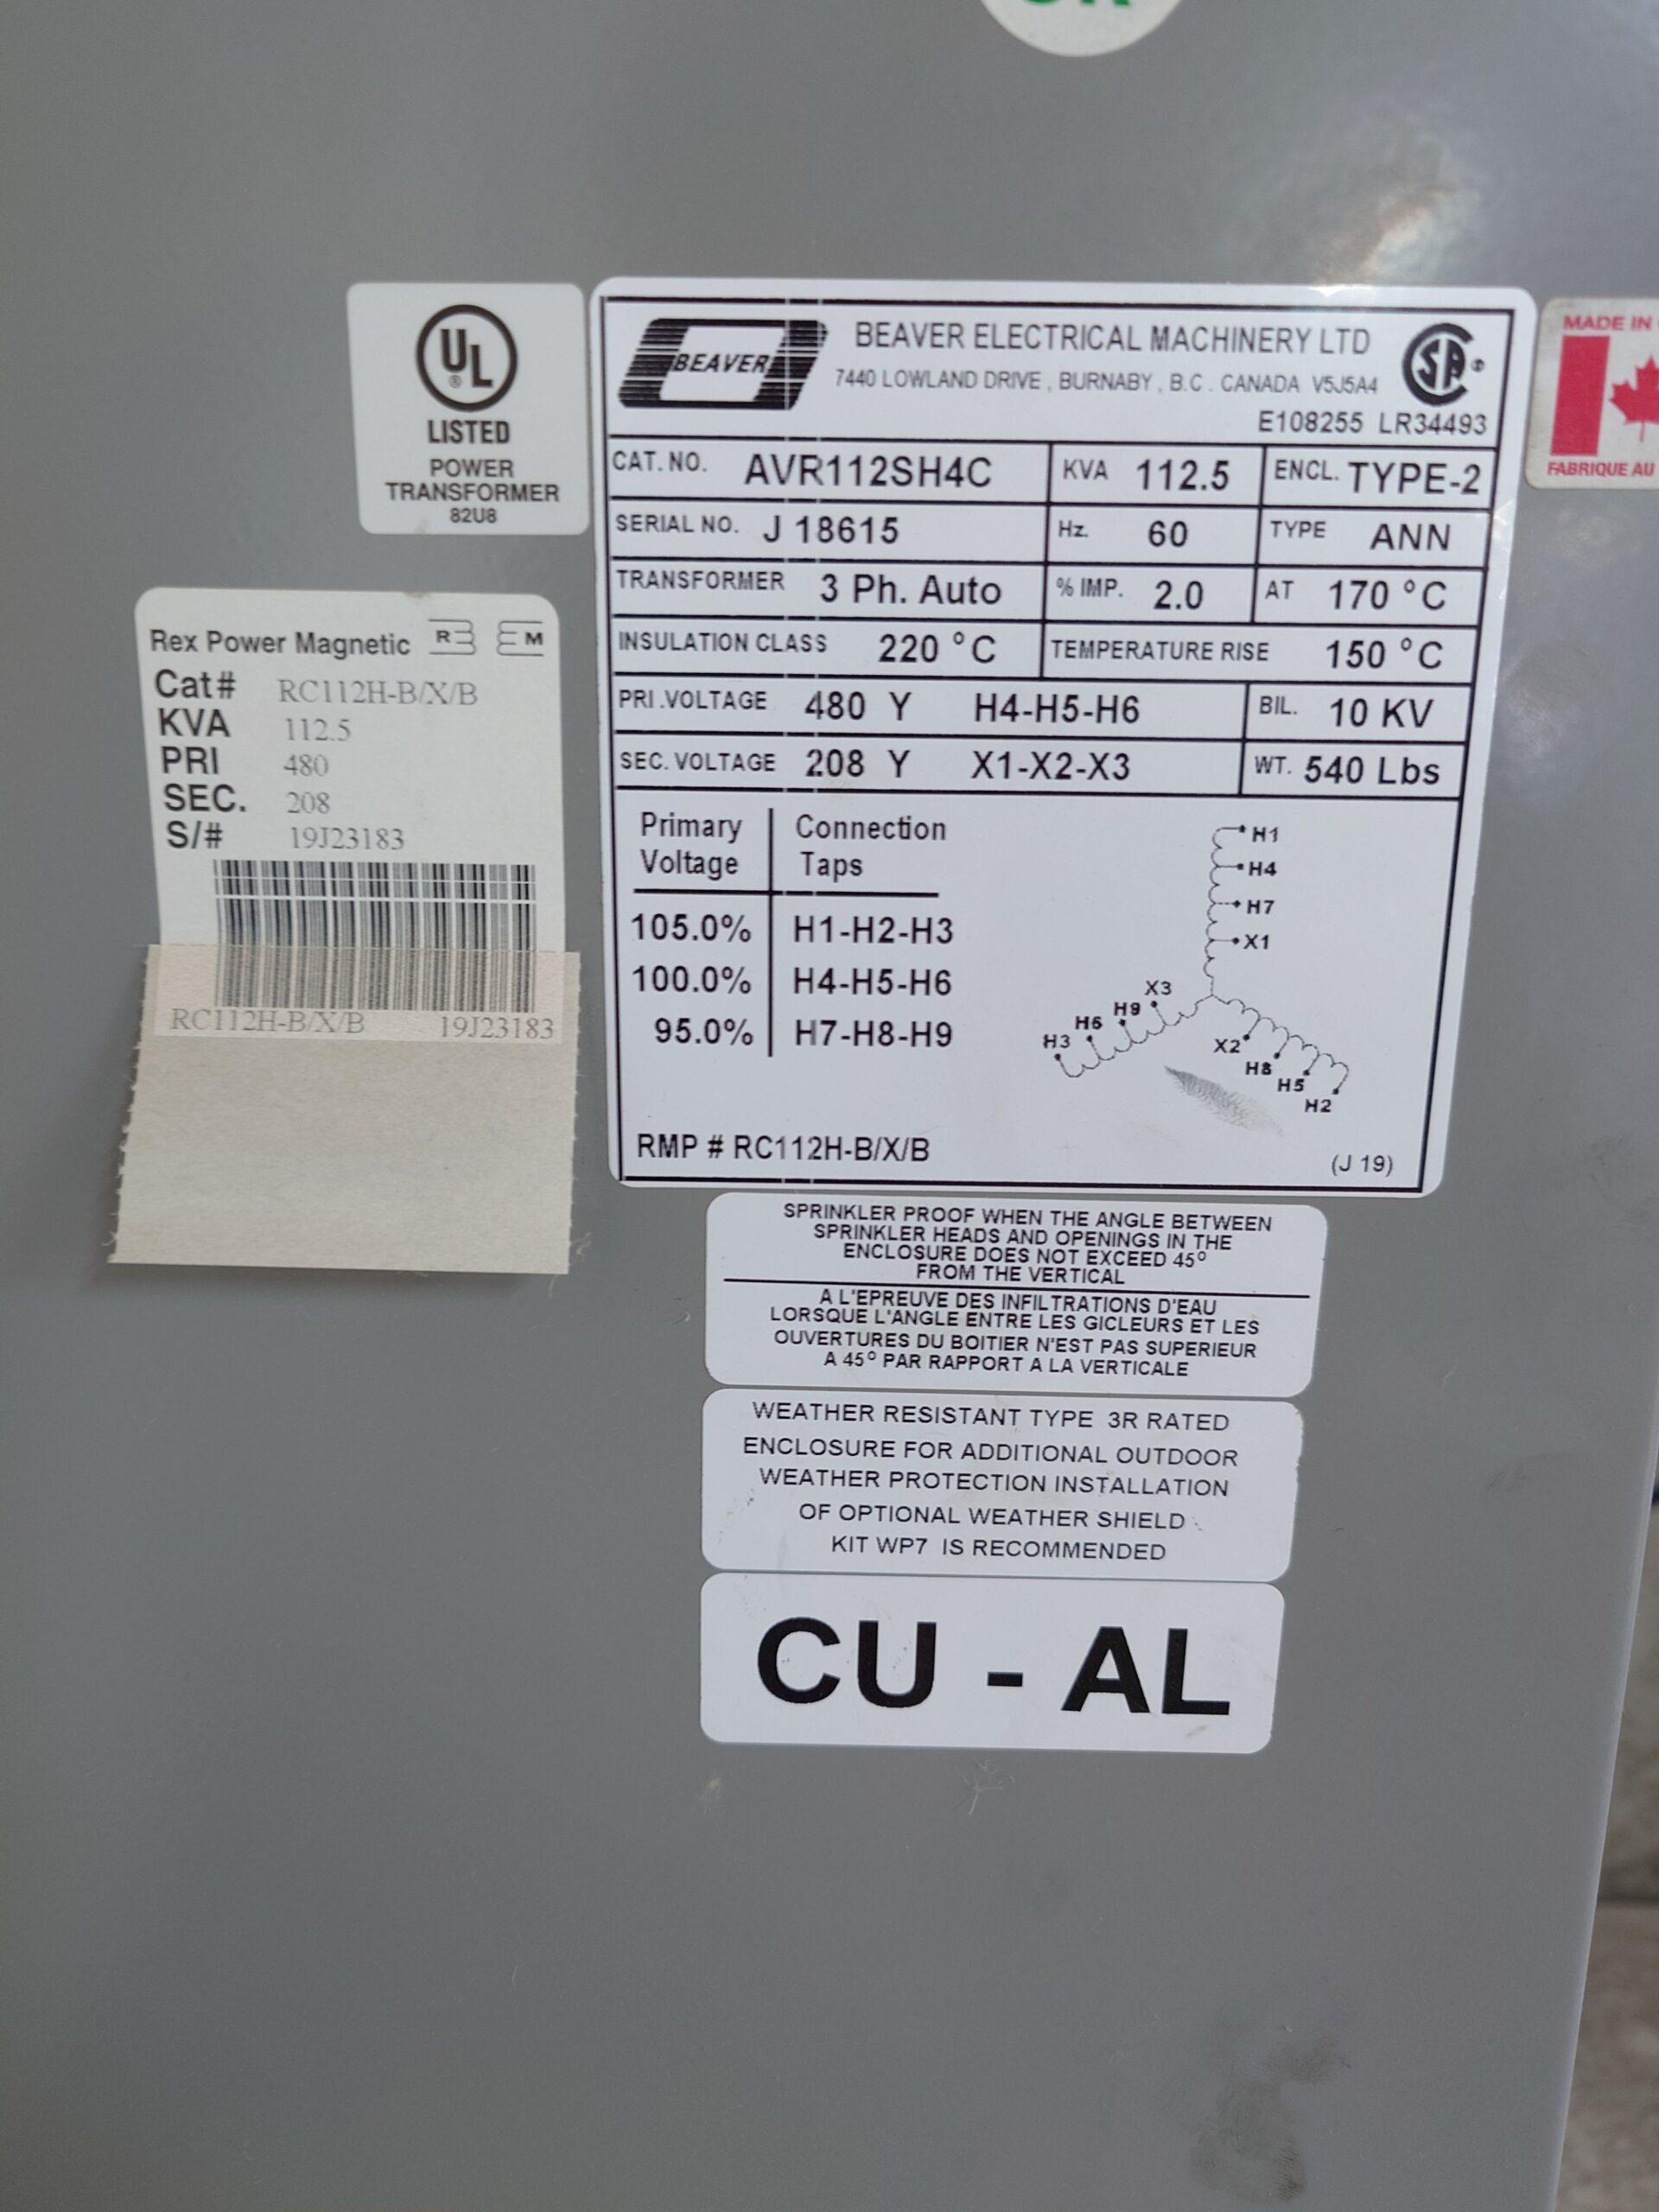 UL
®
LISTED
POWER
TRANSFORMER
82U8
BEAVER
BEAVER ELECTRICAL MACHINERY LTD
7440 LOWLAND DRIVE, BURNABY, B.C. CANADA V5J5A4
E108255 LR34493
CAT. NO. AVR112SH4C KVA 112.5 ENCL. TYPE-2
SERIAL NO. J 18615 Hz. 60 TYPE ANN
TRANSFORMER 3 Ph. Auto % IMP. 2.0 AT 170 °C
INSULATION CLASS 220 °C TEMPERATURE RISE 150 °C
PRI.VOLTAGE 480 Y H4-H5-H6 BIL. 10 KV
SEC. VOLTAGE 208 Y X1-X2-X3 WT. 540 Lbs
Primary Connection
Voltage Taps
105.0% H1-H2-H3
100.0% H4-H5-H6
95.0% H7-H8-H9
H1
H4
H7
X1
X3
H9
H6
H3
X2
H8
H5
H2
RMP # RC112H-B/X/B
(J 19)
MADE IN
FABRIQUE AU
Rex Power Magnetic R M
Cat# RC112H-B/X/B
KVA 112.5
PRI 480
SEC. 208
S/# 19J23183
RC112H-B/X/B 19J23183
SPRINKLER PROOF WHEN THE ANGLE BETWEEN
SPRINKLER HEADS AND OPENINGS IN THE
ENCLOSURE DOES NOT EXCEED 45°
FROM THE VERTICAL
A L'EPREUVE DES INFILTRATIONS D'EAU
LORSQUE L'ANGLE ENTRE LES GICLEURS ET LES
OUVERTURES DU BOITIER N'EST PAS SUPERIEUR
A 45° PAR RAPPORT A LA VERTICALE
WEATHER RESISTANT TYPE 3R RATED
ENCLOSURE FOR ADDITIONAL OUTDOOR
WEATHER PROTECTION INSTALLATION
OF OPTIONAL WEATHER SHIELD
KIT WP7 IS RECOMMENDED
CU - AL